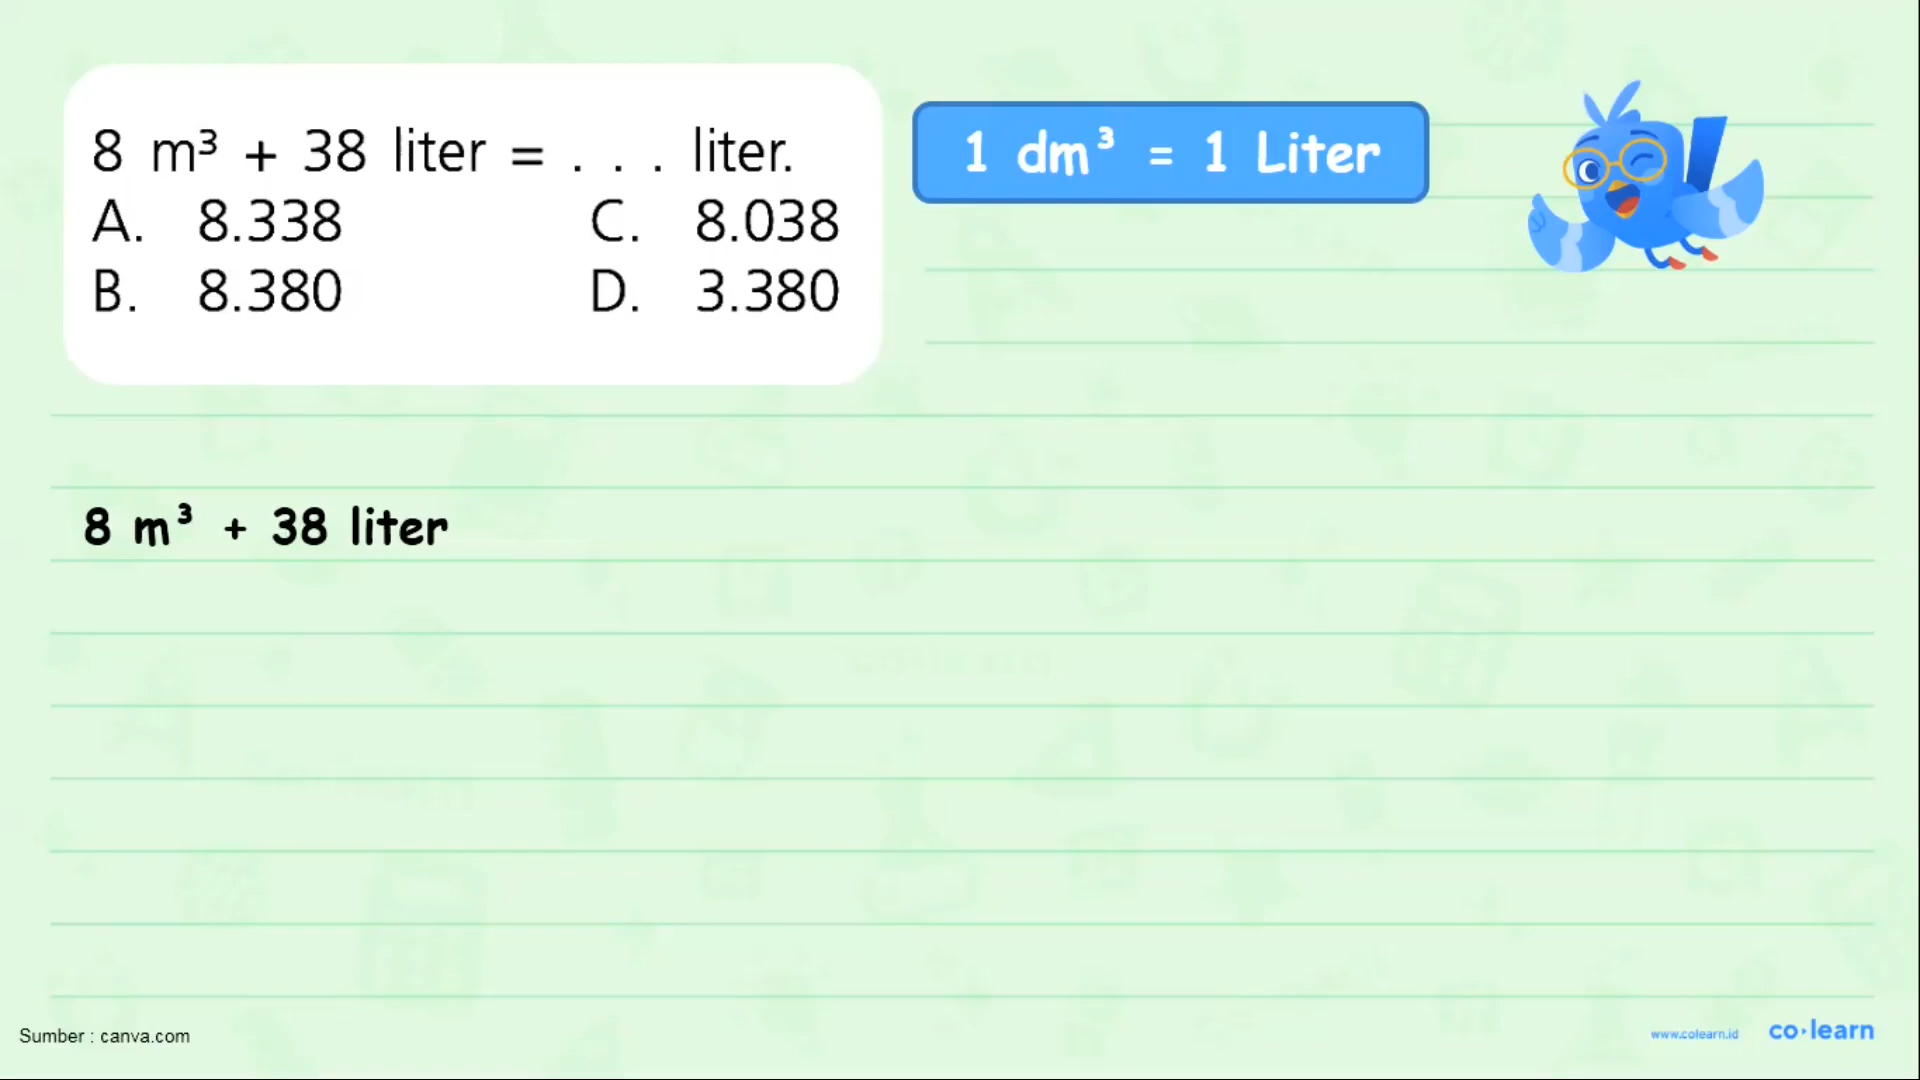 8 m³ + 38 liter = . . . liter.
A. 8.338 C. 8.038
B. 8.380 D. 3.380
1 dm³ = 1 Liter
8 m³ + 38 liter
Sumber : canva.com
www.colearn.id co·learn